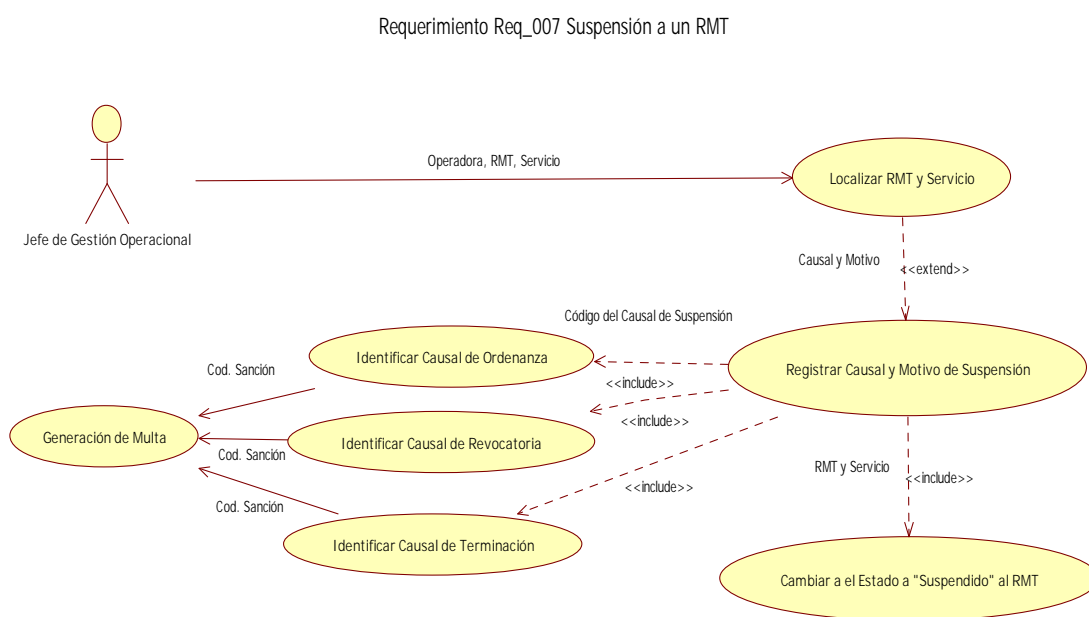 Requerimiento Req_007 Suspensión a un RMT
Operadora, RMT, Servicio
Localizar RMT y Servicio
Jefe de Gestión Operacional
Causal y Motivo
<<extend>>
Código del Causal de Suspensión
Identificar Causal de Ordenanza
Registrar Causal y Motivo de Suspensión
Cod. Sanción
<<include>>
<<include>>
Generación de Multa
Identificar Causal de Revocatoria
Cod. Sanción
RMT y Servicio
<<include>>
<<include>>
Cod. Sanción
Identificar Causal de Terminación
Cambiar a el Estado a "Suspendido" al RMT